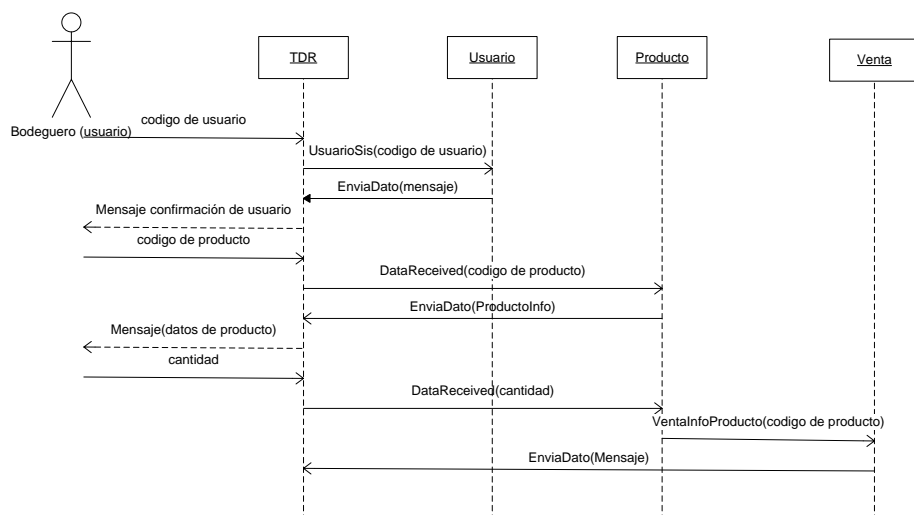 TDR
Usuario
Producto
Venta
Bodeguero (usuario)
codigo de usuario
UsuarioSis(codigo de usuario)
EnviaDato(mensaje)
Mensaje confirmación de usuario
codigo de producto
DataReceived(codigo de producto)
EnviaDato(ProductoInfo)
Mensaje(datos de producto)
cantidad
DataReceived(cantidad)
VentaInfoProducto(codigo de producto)
EnviaDato(Mensaje)